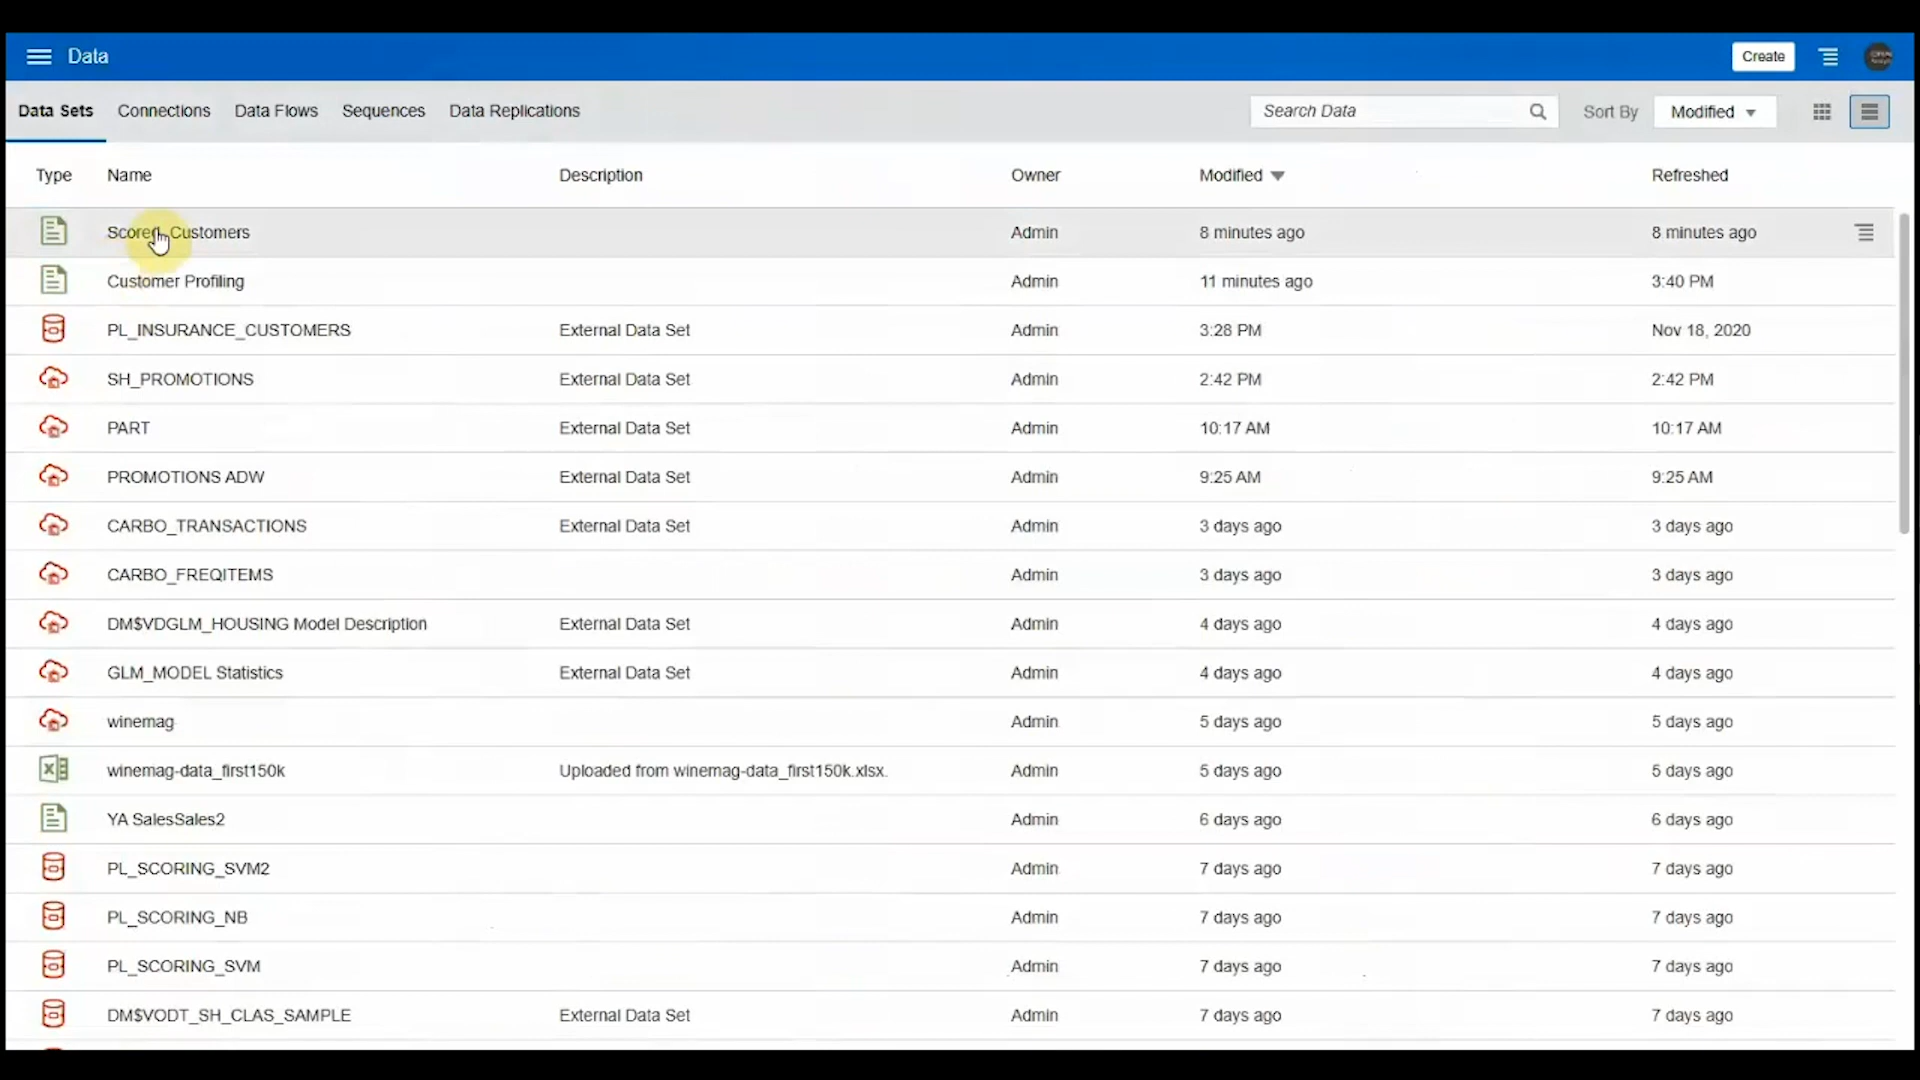 Data Create
Data Sets Connections Data Flows Sequences Data Replications Search Data Sort By Modified
Type Name Description Owner Modified Refreshed
Scored_Customers Admin 8 minutes ago 8 minutes ago
Customer Profiling Admin 11 minutes ago 3:40 PM
PL_INSURANCE_CUSTOMERS External Data Set Admin 3:28 PM Nov 18, 2020
SH_PROMOTIONS External Data Set Admin 2:42 PM 2:42 PM
PART External Data Set Admin 10:17 AM 10:17 AM
PROMOTIONS ADW External Data Set Admin 9:25 AM 9:25 AM
CARBO_TRANSACTIONS External Data Set Admin 3 days ago 3 days ago
CARBO_FREQITEMS Admin 3 days ago 3 days ago
DM$VDGLM_HOUSING Model Description External Data Set Admin 4 days ago 4 days ago
GLM_MODEL Statistics External Data Set Admin 4 days ago 4 days ago
winemag Admin 5 days ago 5 days ago
winemag-data_first150k Uploaded from winemag-data_first150k.xlsx. Admin 5 days ago 5 days ago
YA SalesSales2 Admin 6 days ago 6 days ago
PL_SCORING_SVM2 Admin 7 days ago 7 days ago
PL_SCORING_NB Admin 7 days ago 7 days ago
PL_SCORING_SVM Admin 7 days ago 7 days ago
DM$VODT_SH_CLAS_SAMPLE External Data Set Admin 7 days ago 7 days ago